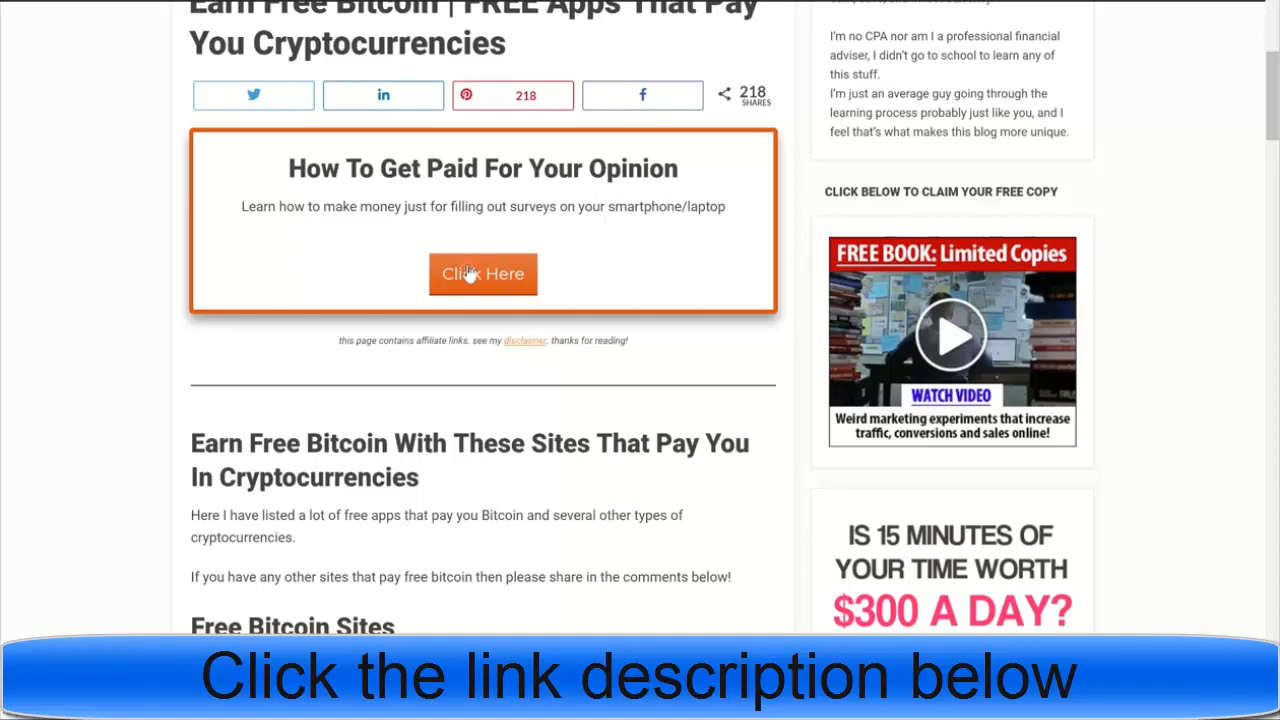 Earn Free Bitcoin | FREE Apps That Pay
You Cryptocurrencies
218
218
SHARES
How To Get Paid For Your Opinion
Learn how to make money just for filling out surveys on your smartphone/laptop
Click Here
this page contains affiliate links. see my disclaimer. thanks for reading!
Earn Free Bitcoin With These Sites That Pay You
In Cryptocurrencies
Here I have listed a lot of free apps that pay you Bitcoin and several other types of
cryptocurrencies.
If you have any other sites that pay free bitcoin then please share in the comments below!
Free Bitcoin Sites
I'm no CPA nor am I a professional financial
adviser, I didn't go to school to learn any of
this stuff.
I'm just an average guy going through the
learning process probably just like you, and I
feel that's what makes this blog more unique.
CLICK BELOW TO CLAIM YOUR FREE COPY
FREE BOOK: Limited Copies
WATCH VIDEO
Weird marketing experiments that increase
traffic, conversions and sales online!
IS 15 MINUTES OF
YOUR TIME WORTH
$300 A DAY?
Click the link description below